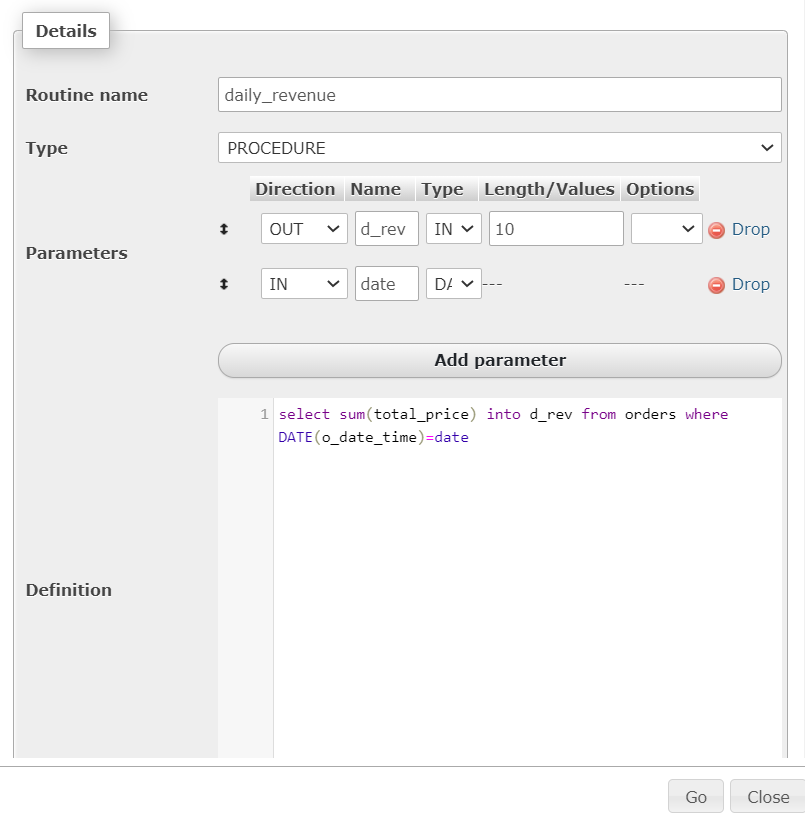 Details
Routine name daily_revenue
Type PROCEDURE
Direction Name Type Length/Values Options
OUT d_rev IN 10 Drop
Parameters
IN date DA --- --- Drop
Add parameter
1 select sum(total_price) into d_rev from orders where
DATE(o_date_time)=date
Definition
Go Close